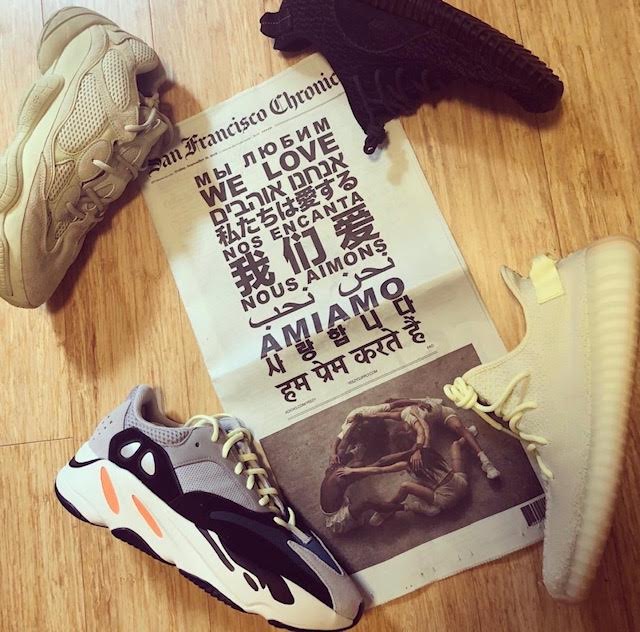 San Francisco Chronic
МЫ ЛЮБИМ
WE LOVE
אנחנו אוהבים
私たちは愛する
NOS ENCANTA
我们爱
NOUS AIMONS
نحن نحب
AMIAMO
사랑합니다
हम प्रेम करते हैं